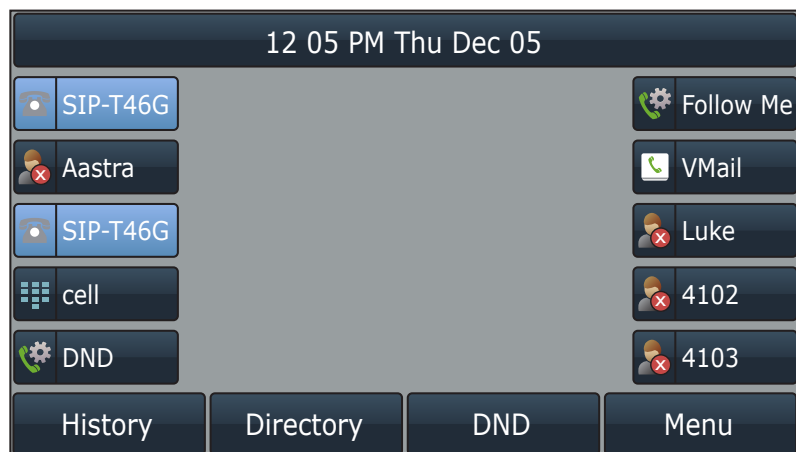 12 05 PM Thu Dec 05
SIP-T46G
Follow Me
Aastra
VMail
SIP-T46G
Luke
cell
4102
DND
4103
History
Directory
DND
Menu